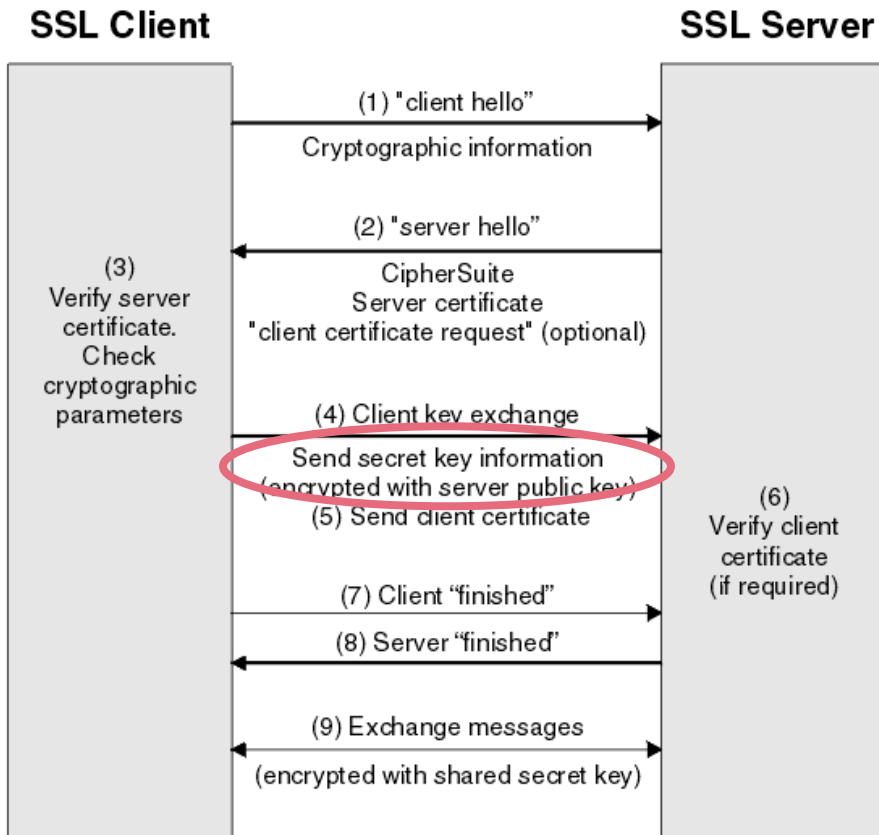 SSL Client
SSL Server
(1) "client hello”
Cryptographic information
(2) "server hello”
CipherSuite
Server certificate
"client certificate request" (optional)
(3)
Verify server
certificate.
Check
cryptographic
parameters
(4) Client key exchange
Send secret key information
(encrypted with server public key)
(5) Send client certificate
(6)
Verify client
certificate
(if required)
(7) Client “finished”
(8) Server “finished”
(9) Exchange messages
(encrypted with shared secret key)